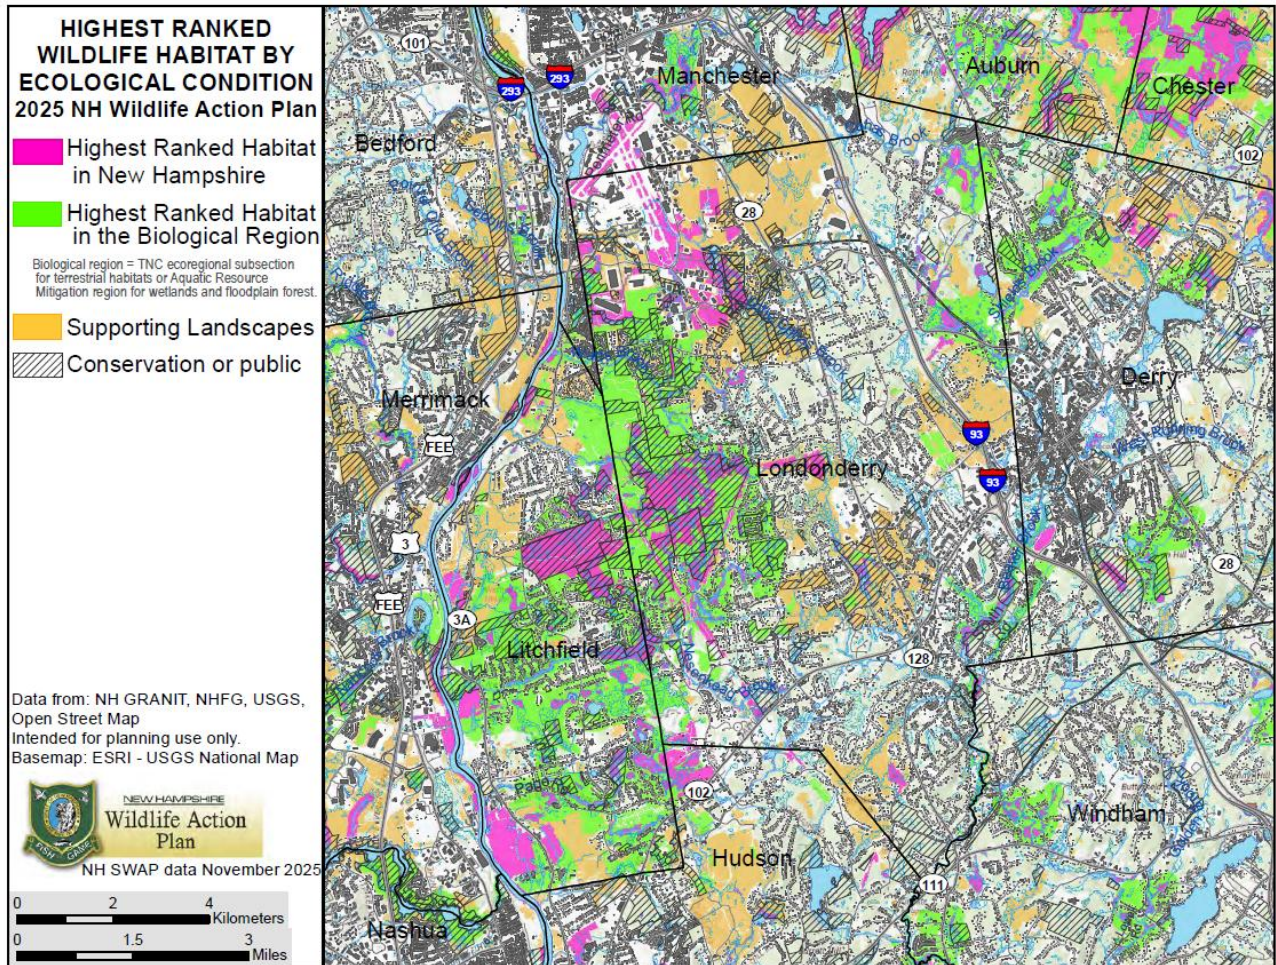 HIGHEST RANKED
WILDLIFE HABITAT BY
ECOLOGICAL CONDITION
2025 NH Wildlife Action Plan
Highest Ranked Habitat
in New Hampshire
Highest Ranked Habitat
in the Biological Region
Biological region = TNC ecoregional subsection
for terrestrial habitats or Aquatic Resource
Mitigation region for wetlands and floodplain forest.
Supporting Landscapes
Conservation or public
Data from: NH GRANIT, NHFG, USGS,
Open Street Map
Intended for planning use only.
Basemap: ESRI - USGS National Map
NEW HAMPSHIRE
Wildlife Action
Plan
FISH
GAME
NH SWAP data November 2025
0 2 4
Kilometers
0 1.5 3
Miles
101
293
293
Manchester
Auburn
Chester
102
Bedford
28
Merrimack
FEE
Derry
93
93
Londonderry
3
FEE
3A
Litchfield
28
128
Nesenkeag Brook
102
Windham
Hudson
111
Nashua